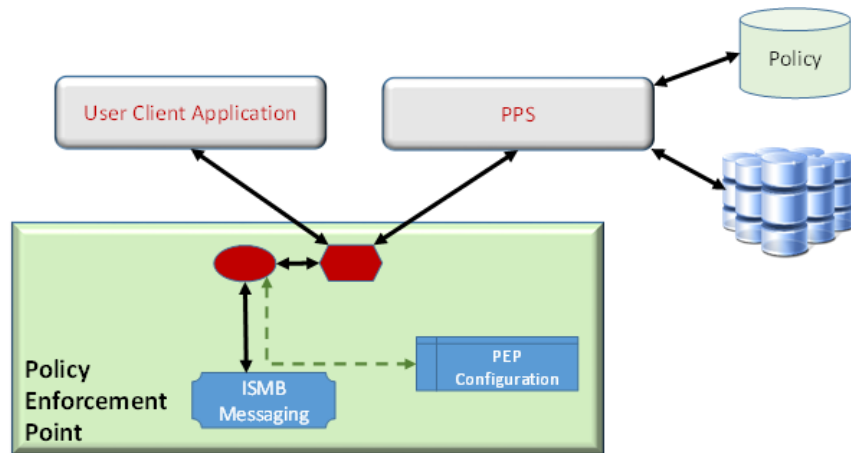 Policy
User Client Application
PPS
Policy
Enforcement
Point
PEP
Configuration
ISMB
Messaging